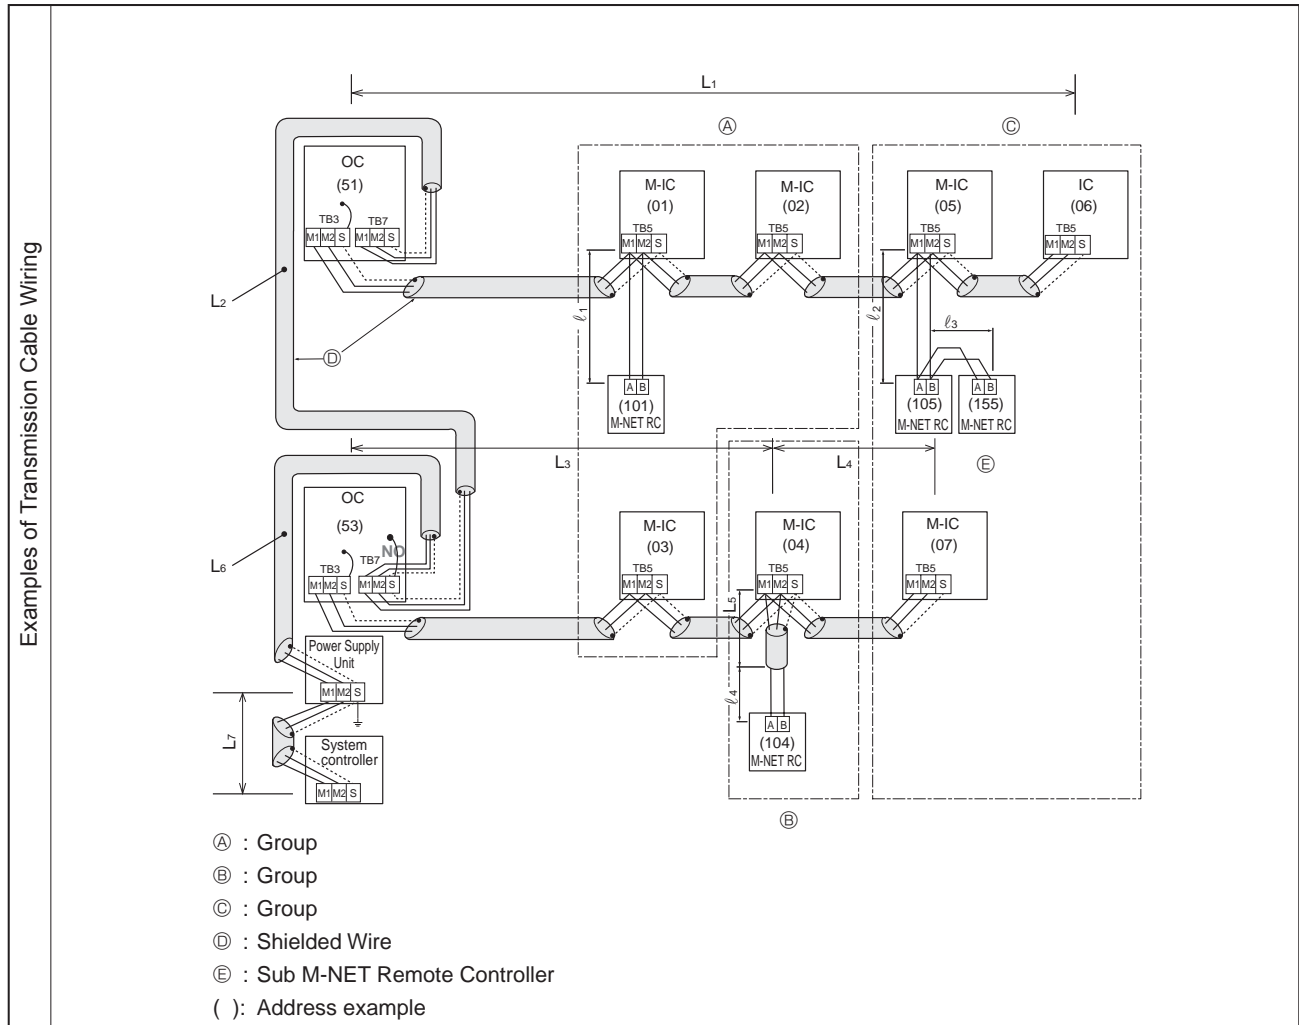 Examples of Transmission Cable Wiring
L1
Ⓐ Ⓒ
OC
(51)
TB3 TB7
M1 M2 S M1 M2 S
M-IC
(01)
TB5
M1 M2 S
M-IC
(02)
TB5
M1 M2 S
M-IC
(05)
TB5
M1 M2 S
IC
(06)
TB5
M1 M2 S
L2
Ⓓ
ℓ1
ℓ2
ℓ3
A B
(101)
M-NET RC
A B
(105)
M-NET RC
A B
(155)
M-NET RC
L3
L4
Ⓔ
OC
(53)
NO
TB3 TB7
M1 M2 S M1 M2 S
M-IC
(03)
TB5
M1 M2 S
M-IC
(04)
TB5
M1 M2 S
M-IC
(07)
TB5
M1 M2 S
L6
L5
ℓ4
Power Supply
Unit
M1 M2 S
L7
System
controller
M1 M2 S
A B
(104)
M-NET RC
Ⓑ
Ⓐ : Group
Ⓑ : Group
Ⓒ : Group
Ⓓ : Shielded Wire
Ⓔ : Sub M-NET Remote Controller
( ): Address example